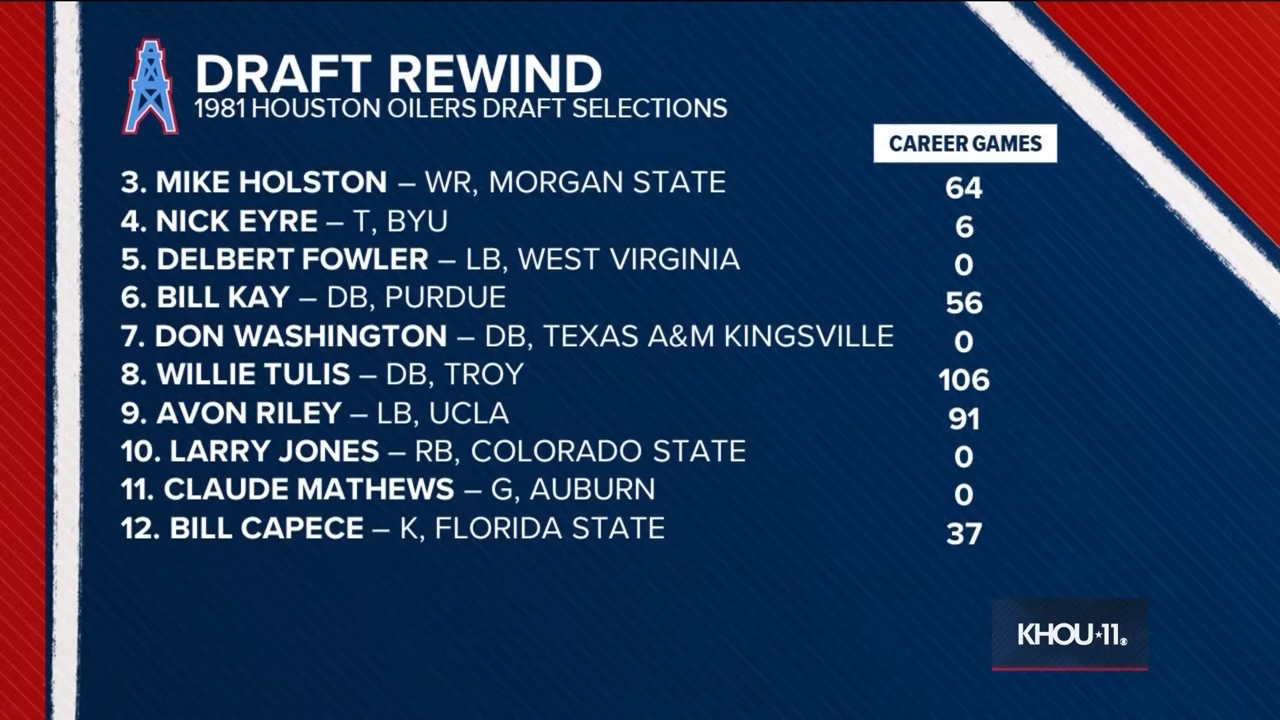 DRAFT REWIND
1981 HOUSTON OILERS DRAFT SELECTIONS
CAREER GAMES
3. MIKE HOLSTON – WR, MORGAN STATE 64
4. NICK EYRE – T, BYU 6
5. DELBERT FOWLER – LB, WEST VIRGINIA 0
6. BILL KAY – DB, PURDUE 56
7. DON WASHINGTON – DB, TEXAS A&M KINGSVILLE 0
8. WILLIE TULIS – DB, TROY 106
9. AVON RILEY – LB, UCLA 91
10. LARRY JONES – RB, COLORADO STATE 0
11. CLAUDE MATHEWS – G, AUBURN 0
12. BILL CAPECE – K, FLORIDA STATE 37
KHOU★11